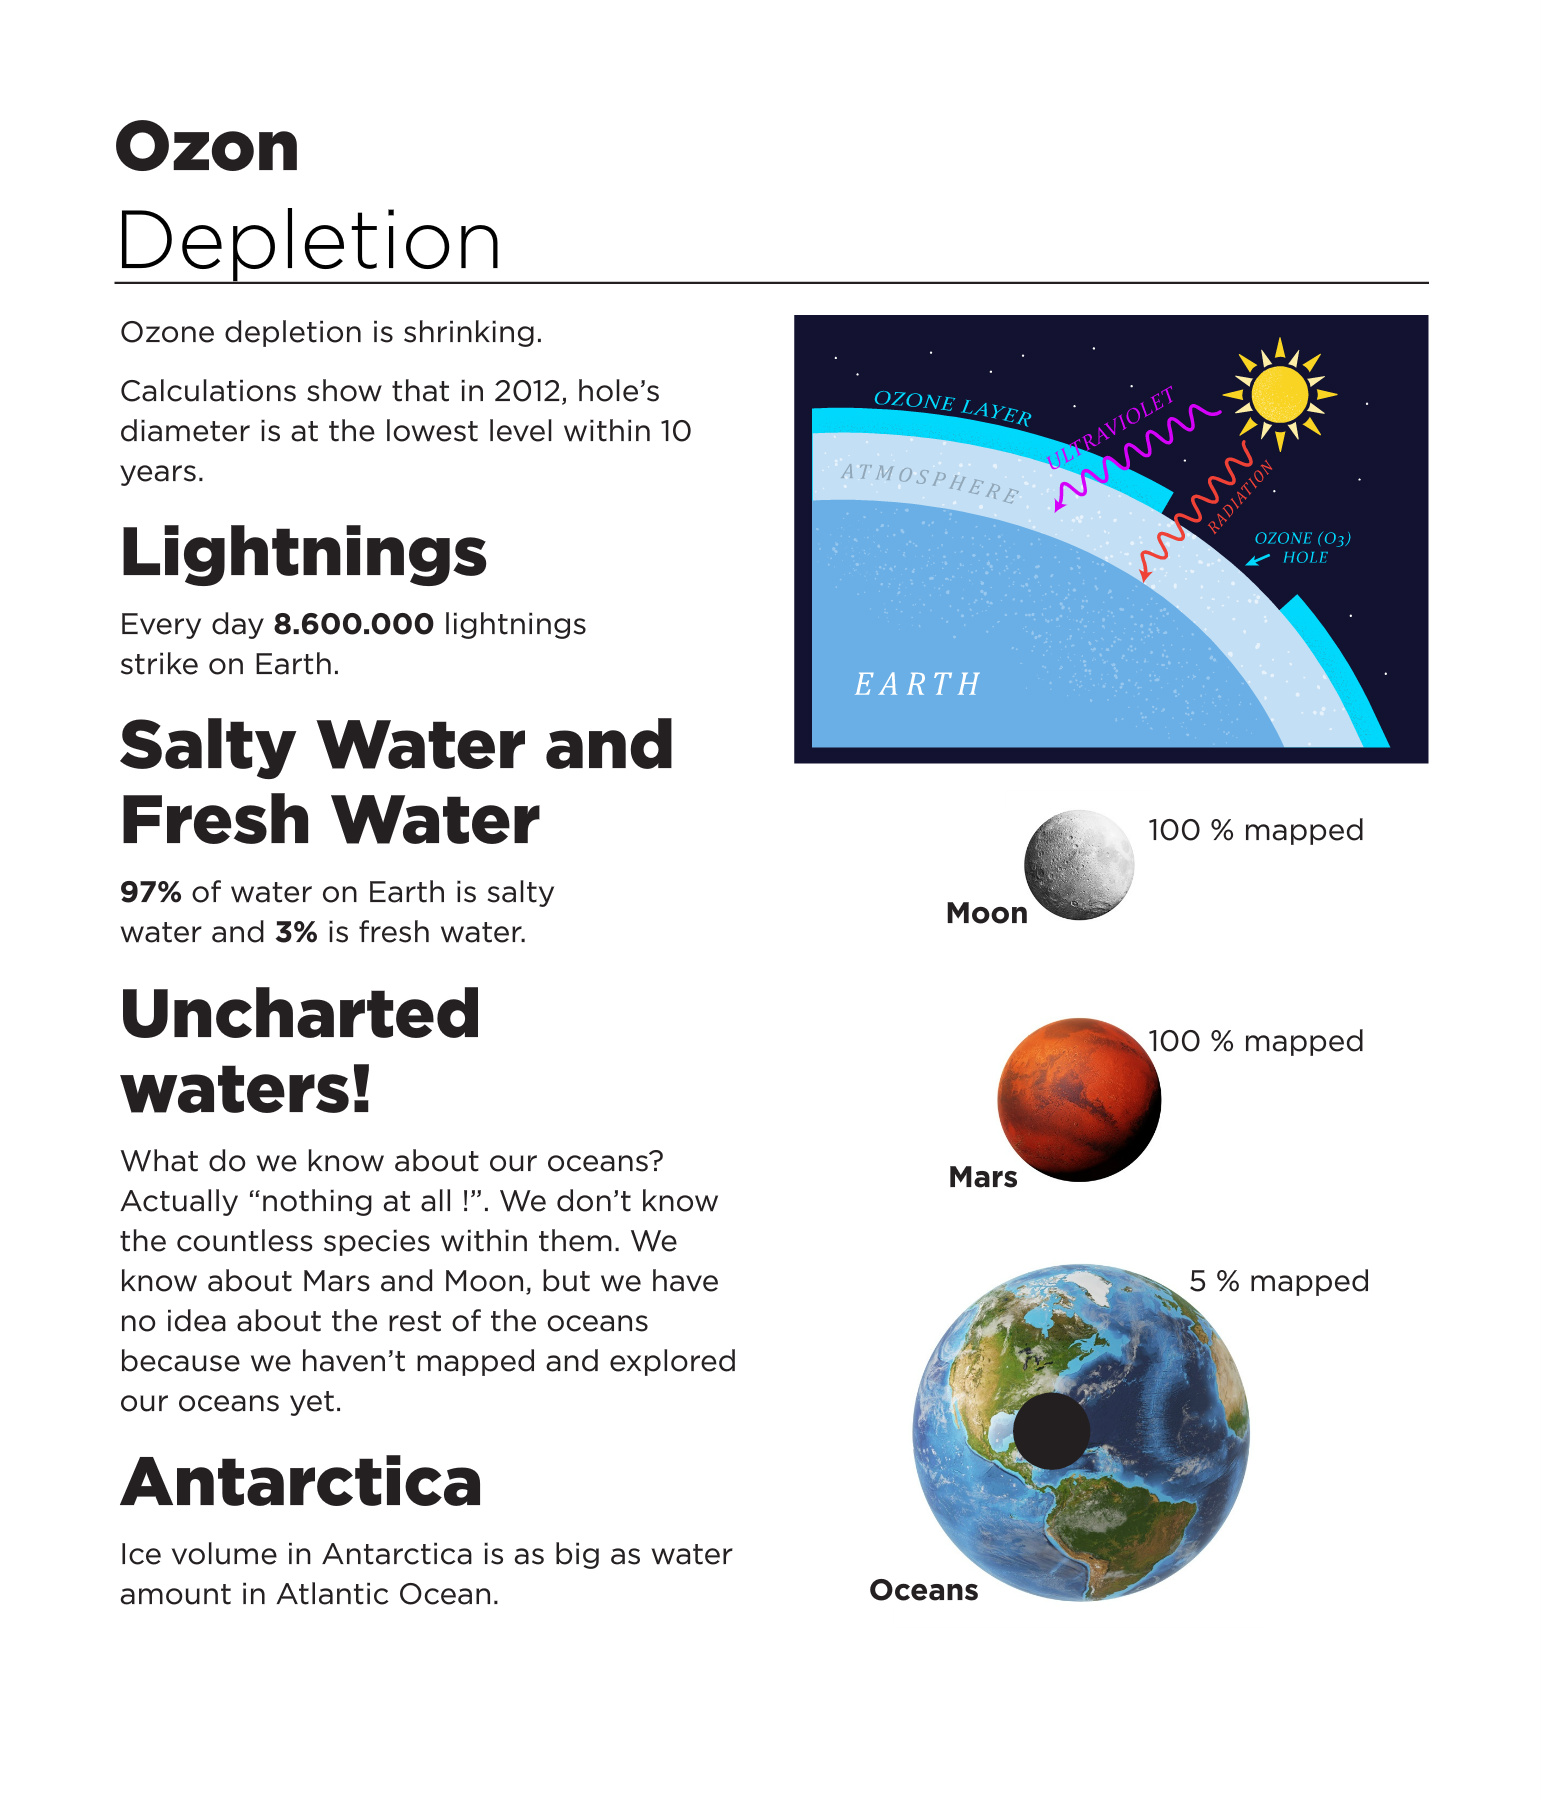 Ozon
Depletion
Ozone depletion is shrinking.
Calculations show that in 2012, hole’s
diameter is at the lowest level within 10
years.
Lightnings
Every day 8.600.000 lightnings
strike on Earth.
Salty Water and
Fresh Water
97% of water on Earth is salty
water and 3% is fresh water.
Uncharted
waters!
What do we know about our oceans?
Actually “nothing at all !”. We don’t know
the countless species within them. We
know about Mars and Moon, but we have
no idea about the rest of the oceans
because we haven’t mapped and explored
our oceans yet.
Antarctica
Ice volume in Antarctica is as big as water
amount in Atlantic Ocean.
OZONE LAYER
ULTRAVIOLET
ATMOSPHERE
RADIATION
OZONE (O3)
HOLE
EARTH
100 % mapped
Moon
100 % mapped
Mars
5 % mapped
Oceans